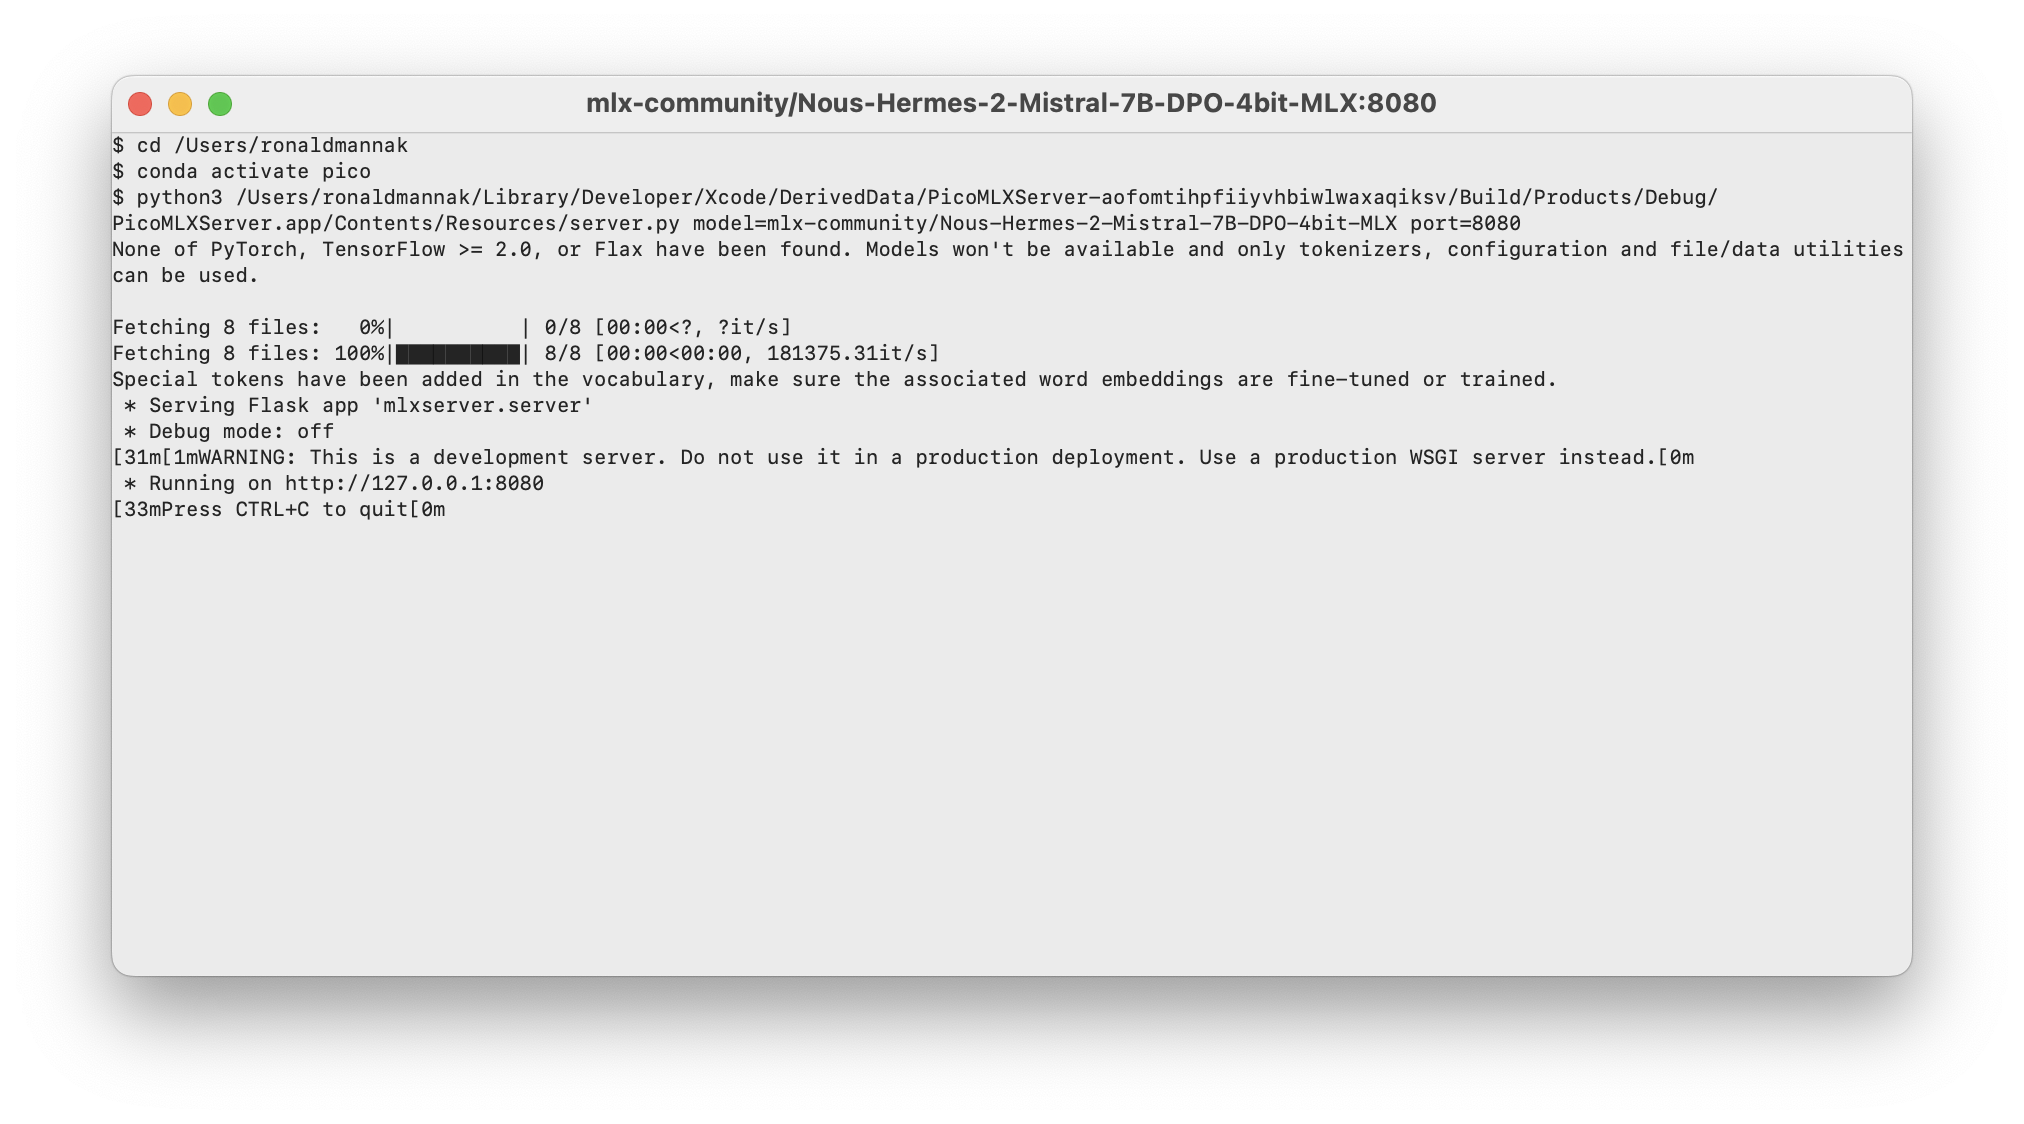 mlx-community/Nous-Hermes-2-Mistral-7B-DPO-4bit-MLX:8080
$ cd /Users/ronaldmannak
$ conda activate pico
$ python3 /Users/ronaldmannak/Library/Developer/Xcode/DerivedData/PicoMLXServer-aofomtihpfiiyvhbiwlwaxaqiksv/Build/Products/Debug/
PicoMLXServer.app/Contents/Resources/server.py model=mlx-community/Nous-Hermes-2-Mistral-7B-DPO-4bit-MLX port=8080
None of PyTorch, TensorFlow >= 2.0, or Flax have been found. Models won't be available and only tokenizers, configuration and file/data utilities
can be used.
Fetching 8 files:   0%|          | 0/8 [00:00<?, ?it/s]
Fetching 8 files: 100%|██████████| 8/8 [00:00<00:00, 181375.31it/s]
Special tokens have been added in the vocabulary, make sure the associated word embeddings are fine-tuned or trained.
 * Serving Flask app 'mlxserver.server'
 * Debug mode: off
[31m[1mWARNING: This is a development server. Do not use it in a production deployment. Use a production WSGI server instead.[0m
 * Running on http://127.0.0.1:8080
[33mPress CTRL+C to quit[0m